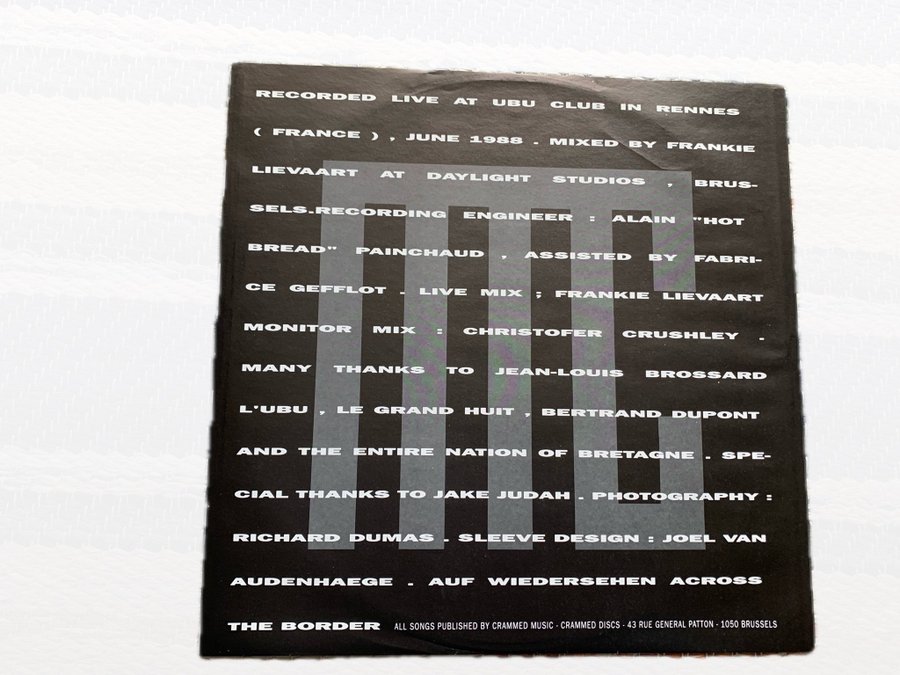 RECORDED LIVE AT UBU CLUB IN RENNES
( FRANCE ) , JUNE 1988 . MIXED BY FRANKIE
LIEVAART AT DAYLIGHT STUDIOS , BRUS-
SELS.RECORDING ENGINEER : ALAIN "HOT
BREAD" PAINCHAUD , ASSISTED BY FABRI-
CE GEFFLOT . LIVE MIX ; FRANKIE LIEVAART
MONITOR MIX : CHRISTOFER CRUSHLEY .
MANY THANKS TO JEAN-LOUIS BROSSARD
L'UBU , LE GRAND HUIT , BERTRAND DUPONT
AND THE ENTIRE NATION OF BRETAGNE . SPE-
CIAL THANKS TO JAKE JUDAH . PHOTOGRAPHY :
RICHARD DUMAS . SLEEVE DESIGN : JOEL VAN
AUDENHAEGE . AUF WIEDERSEHEN ACROSS
THE BORDER ALL SONGS PUBLISHED BY CRAMMED MUSIC - CRAMMED DISCS - 43 RUE GENERAL PATTON - 1050 BRUSSELS